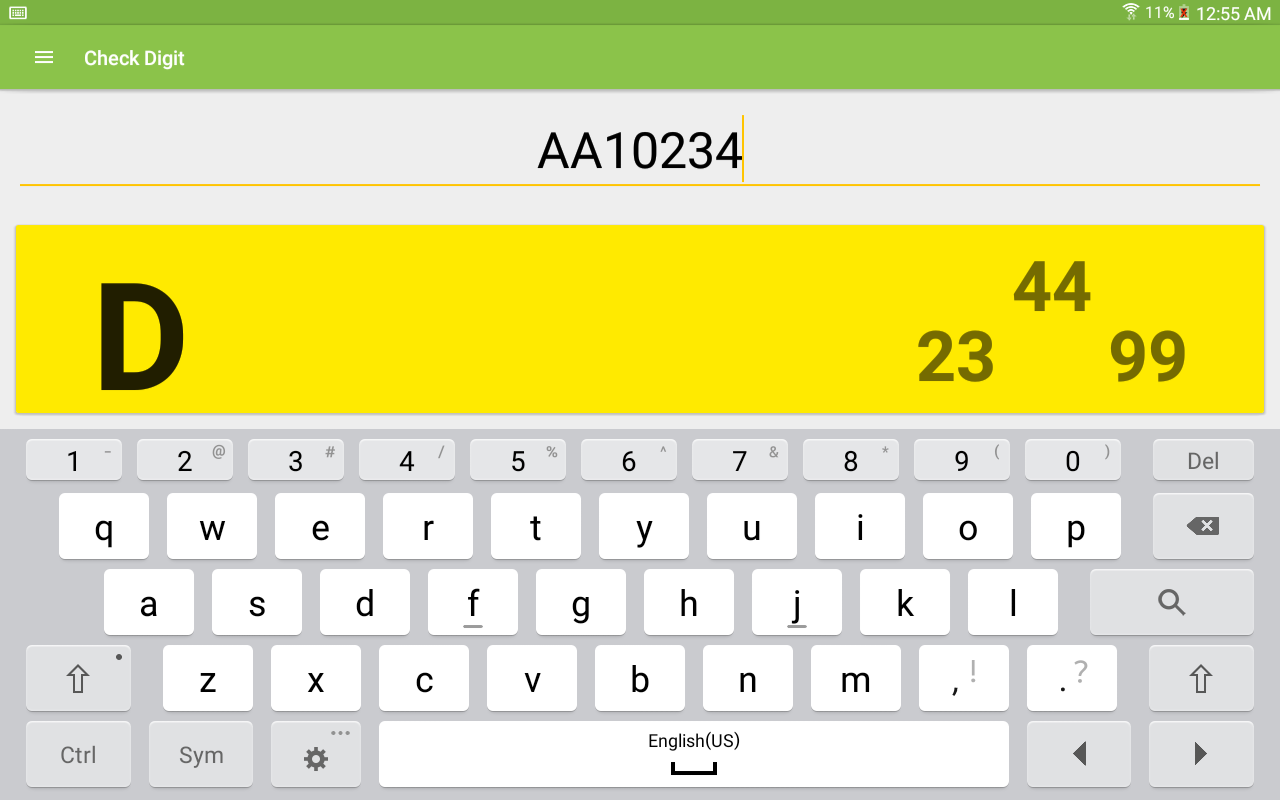 11% 12:55 AM
Check Digit
AA10234
D
44
23 99
1 - 2 @ 3 # 4 / 5 % 6 ^ 7 & 8 * 9 ( 0 ) Del
q w e r t y u i o p
a s d f g h j k l
z x c v b n m , ! . ?
Ctrl Sym English(US)